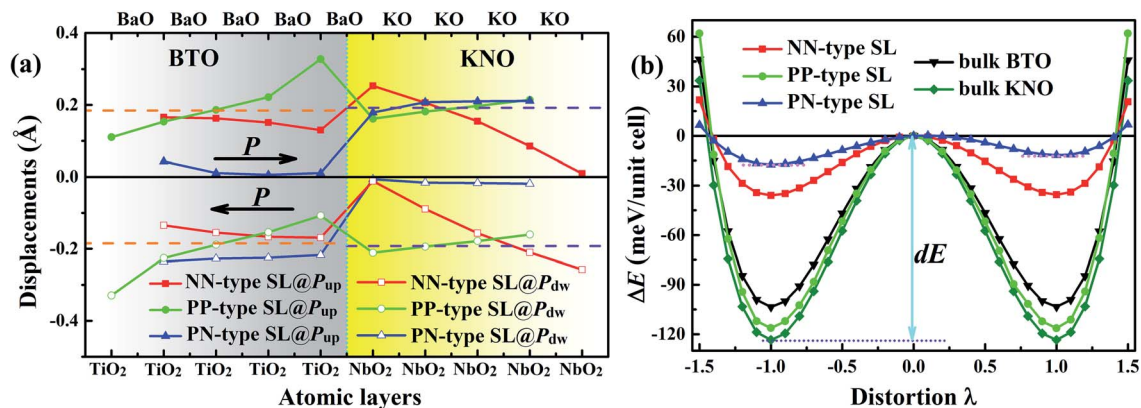 BaO BaO BaO BaO BaO KO KO KO KO
(a)
BTO
KNO
P
P
NN-type SL@Pup
PP-type SL@Pup
PN-type SL@Pup
NN-type SL@Pdw
PP-type SL@Pdw
PN-type SL@Pdw
0.4
0.2
0.0
-0.2
-0.4
Displacements (Å)
TiO2 TiO2 TiO2 TiO2 TiO2 NbO2 NbO2 NbO2 NbO2 NbO2
Atomic layers
(b)
NN-type SL
PP-type SL
PN-type SL
bulk BTO
bulk KNO
dE
60
30
0
-30
-60
-90
-120
ΔE (meV/unit cell)
-1.5 -1.0 -0.5 0.0 0.5 1.0 1.5
Distortion λ